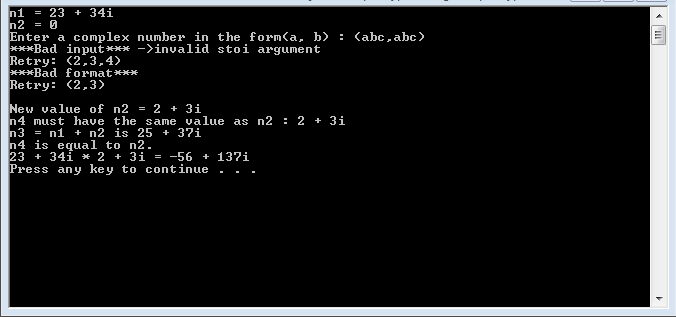 n1 = 23 + 34i
n2 = 0
Enter a complex number in the form(a, b) : (abc,abc)
***Bad input*** ->invalid stoi argument
Retry: (2,3,4)
***Bad format***
Retry: (2,3)
New value of n2 = 2 + 3i
n4 must have the same value as n2 : 2 + 3i
n3 = n1 + n2 is 25 + 37i
n4 is equal to n2.
23 + 34i * 2 + 3i = -56 + 137i
Press any key to continue . . .